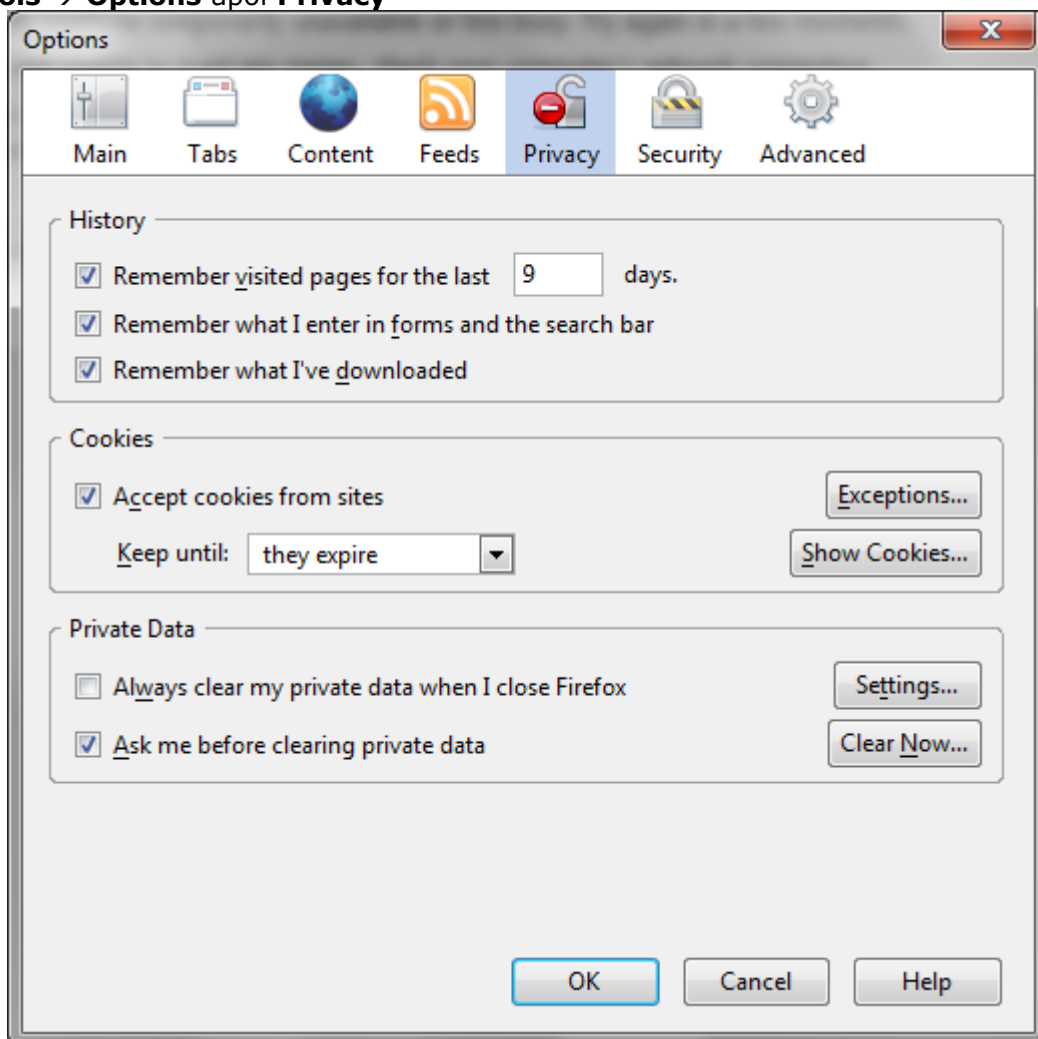 Options apoi Privacy
Options
Main Tabs Content Feeds Privacy Security Advanced
History
Remember visited pages for the last 9 days.
Remember what I enter in forms and the search bar
Remember what I've downloaded
Cookies
Accept cookies from sites Exceptions...
Keep until: they expire Show Cookies...
Private Data
Always clear my private data when I close Firefox Settings...
Ask me before clearing private data Clear Now...
OK Cancel Help